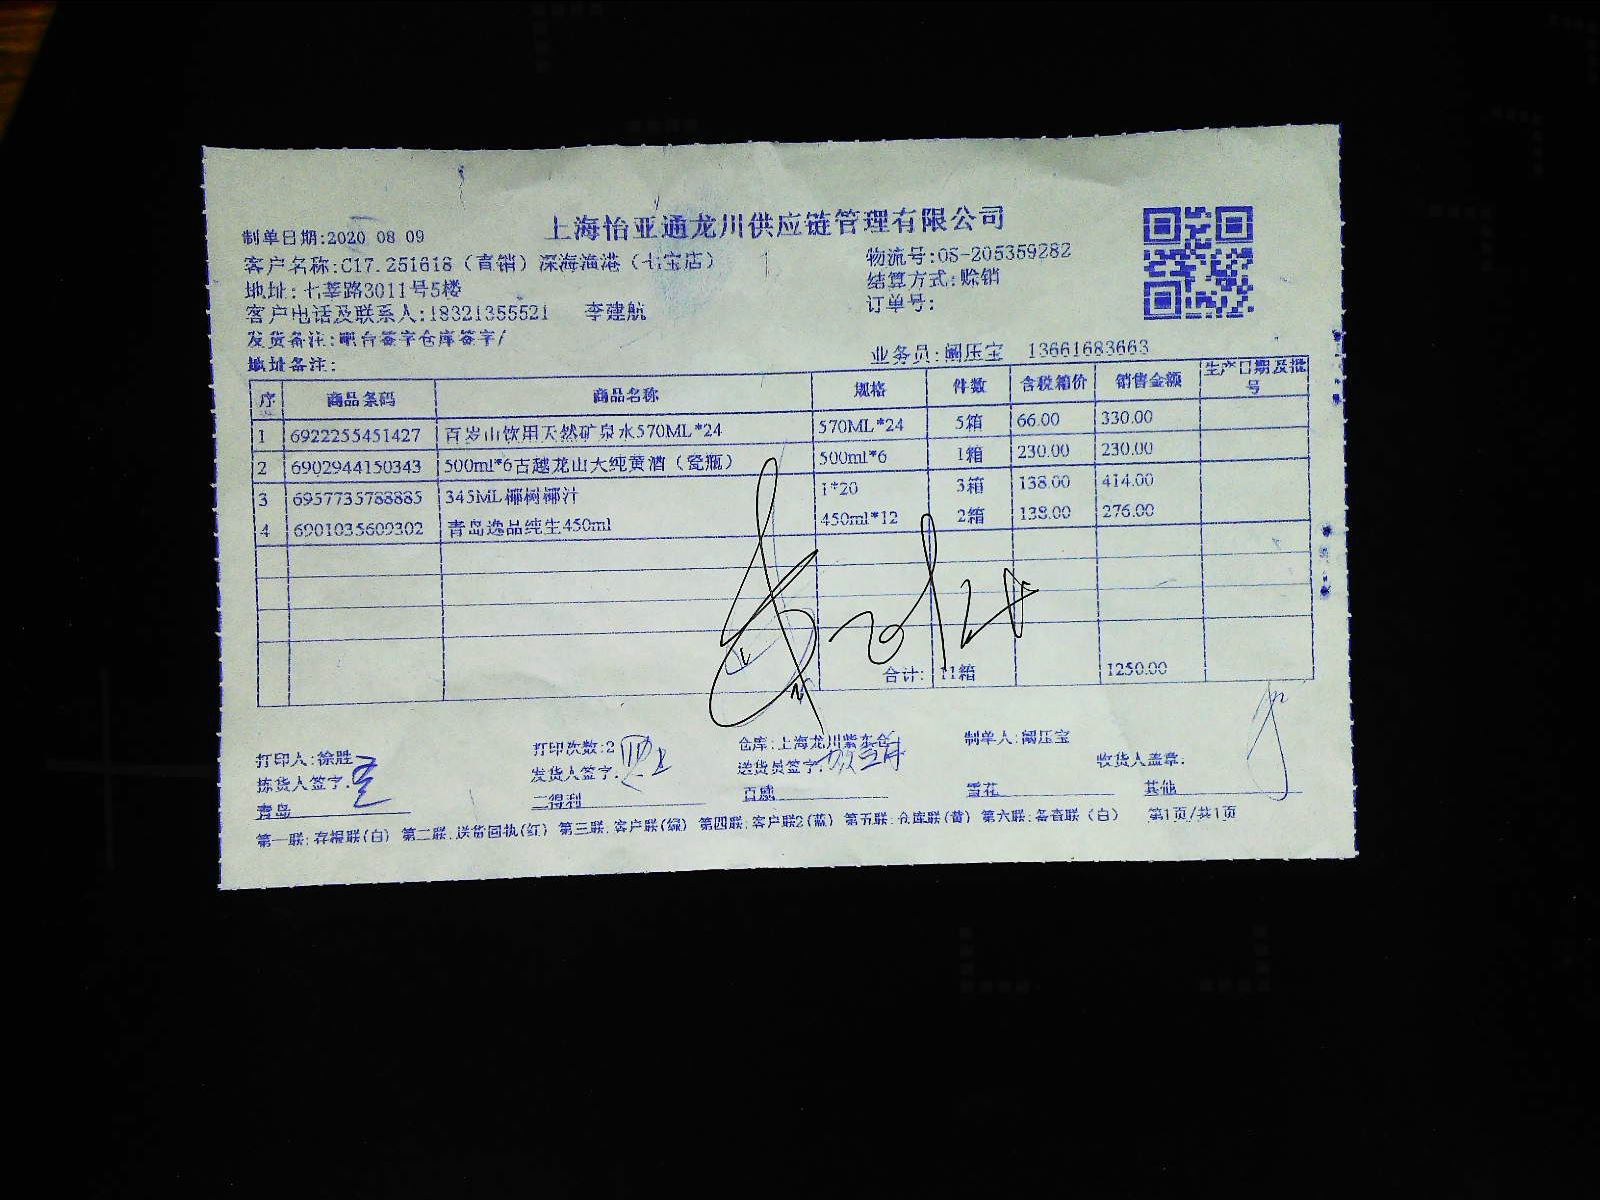 上海怡亚通龙川供应链管理有限公司
制单日期:2020 08 09
客户名称:C17.251618（直销）深海渔港（七宝店）
物流号:05-205359282
地址:七莘路3011号5楼
结算方式:赊销
客户电话及联系人:18321355521 李建航
订单号:
发货备注:吧台签字仓库签字/
地址备注:
业务员:阚压宝 13661683663
序 商品条码 商品名称 规格 件数 含税箱价 销售金额 生产日期及批号
1 6922255451427 百岁山饮用天然矿泉水570ML*24 570ML*24 5箱 66.00 330.00
2 6902944150343 500ml*6古越龙山大纯黄酒（瓷瓶） 500ml*6 1箱 230.00 230.00
3 6957735788885 345ML椰树椰汁 1*20 3箱 138.00 414.00
4 6901035609302 青岛逸品纯生450ml 450ml*12 2箱 138.00 276.00
合计: 11箱 1250.00
打印人:徐胜 打印次数:2 仓库:上海龙川紫东仓 制单人:阚压宝
拣货人签字: 发货人签字: 送货员签字: 收货人盖章:
青岛 三得利 百威 雪花 其他
第一联:存根联(白) 第二联:送货回执(红) 第三联:客户联(绿) 第四联:客户联2(蓝) 第五联:仓库联(黄) 第六联:备查联(白) 第1页/共1页